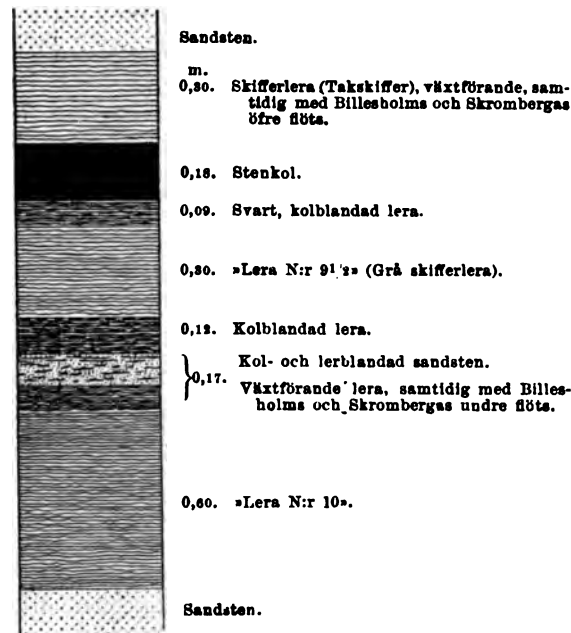 Sandsten.
m.
0,30. Skifferlera (Takskiffer), växtförande, sam-
tidig med Billesholms och Skrombergas
öfre flöts.
0,18. Stenkol.
0,09. Svart, kolblandad lera.
0,30. »Lera N:r 9 1/2» (Grå skifferlera).
0,12. Kolblandad lera.
Kol- och lerblandad sandsten.
0,17.
Växtförande lera, samtidig med Billes-
holms och Skrombergas undre flöts.
0,60. »Lera N:r 10».
Sandsten.